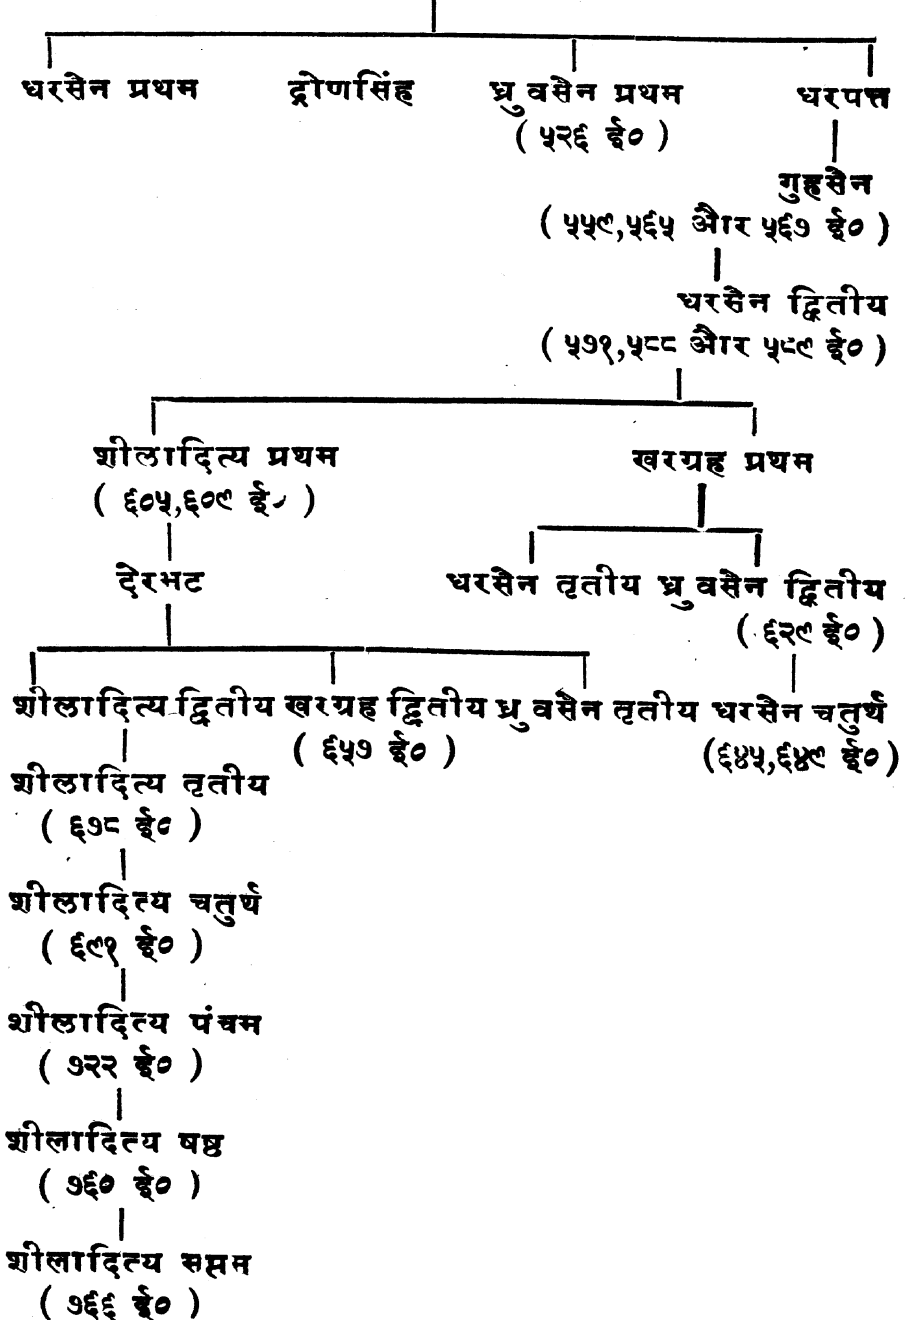 धरसेन प्रथम द्रोणसिंह ध्रुवसेन प्रथम धरपत्त
( ५२६ ई० )
गुहसेन
( ५५९,५६५ और ५६७ ई० )
धरसेन द्वितीय
( ५७१,५८८ और ५८९ ई० )
शीलादित्य प्रथम खरग्रह प्रथम
( ६०५,६०९ ई० )
देरभट धरसेन तृतीय ध्रुवसेन द्वितीय
( ६२९ ई० )
शीलादित्य द्वितीय खरग्रह द्वितीय ध्रुवसेन तृतीय धरसेन चतुर्थ
( ६५७ ई० ) (६४५,६४९ ई०)
शीलादित्य तृतीय
( ६७८ ई० )
शीलादित्य चतुर्थ
( ६९१ ई० )
शीलादित्य पंचम
( ७२२ ई० )
शीलादित्य षष्ठ
( ७६० ई० )
शीलादित्य सप्तम
( ७६६ ई० )